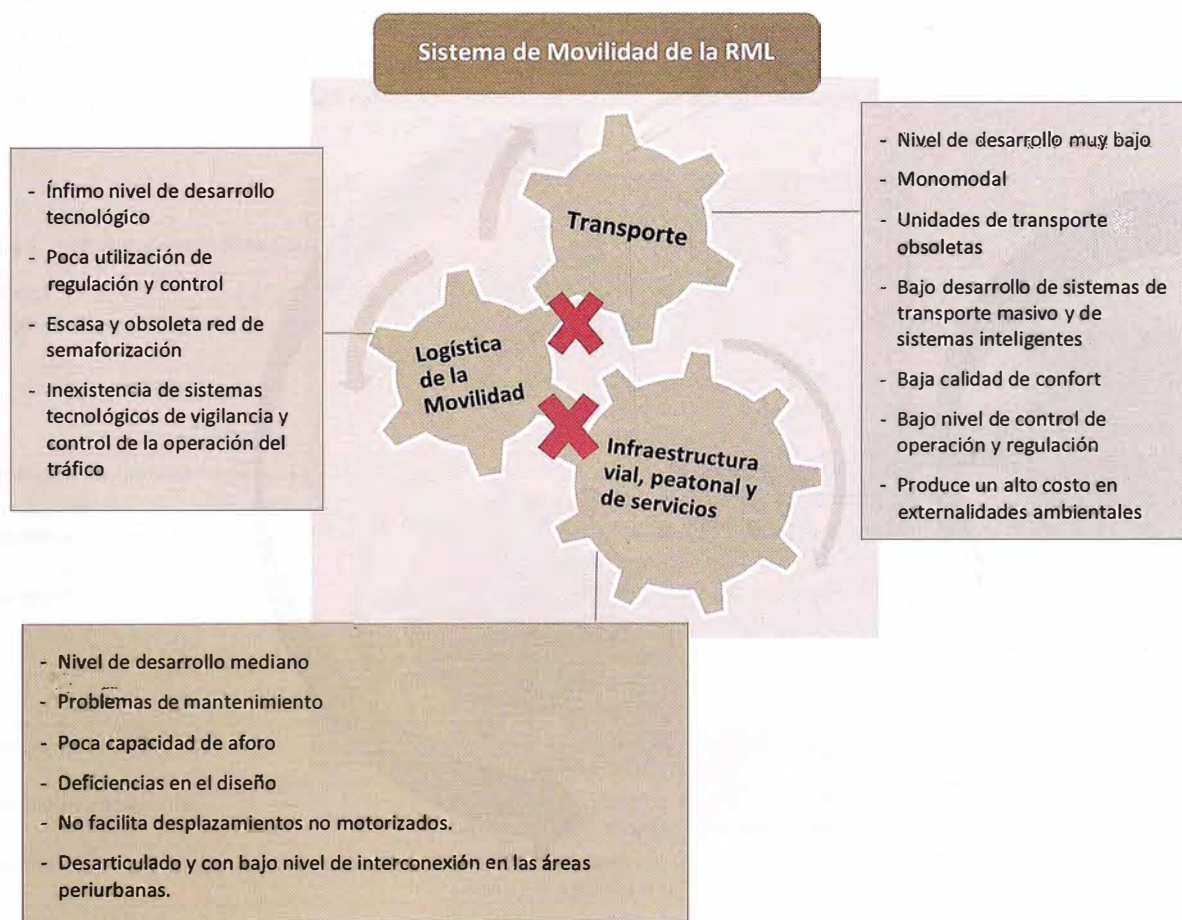 Sistema de Movilidad de la RML
- Ínfimo nivel de desarrollo
tecnológico
- Poca utilización de
regulación y control
- Escasa y obsoleta red de
semaforización
- Inexistencia de sistemas
tecnológicos de vigilancia y
control de la operación del
tráfico
Transporte
Logística
de la
Movilidad
Infraestructura
vial, peatonal y
de servicios
- Nivel de desarrollo muy bajo
- Monomodal
- Unidades de transporte
obsoletas
- Bajo desarrollo de sistemas de
transporte masivo y de
sistemas inteligentes
- Baja calidad de confort
- Bajo nivel de control de
operación y regulación
- Produce un alto costo en
externalidades ambientales
- Nivel de desarrollo mediano
- Problemas de mantenimiento
- Poca capacidad de aforo
- Deficiencias en el diseño
- No facilita desplazamientos no motorizados.
- Desarticulado y con bajo nivel de interconexión en las áreas
periurbanas.